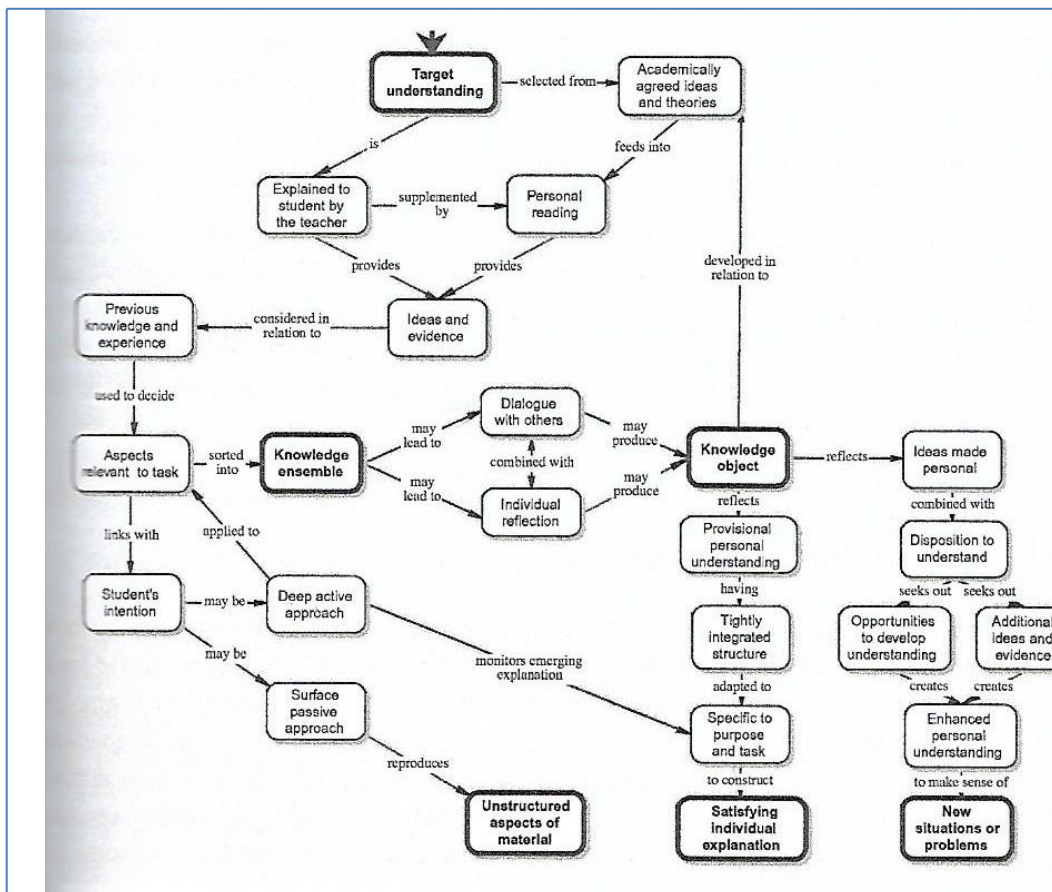 Target
understanding
selected from
Academically
agreed ideas
and theories
is
feeds into
Explained to
student by
the teacher
supplemented
by
Personal
reading
developed in
relation to
provides
provides
Previous
knowledge and
experience
considered in
relation to
Ideas and
evidence
used to decide
Dialogue
with others
may
lead to
may
produce
Aspects
relevant to task
sorted
into
Knowledge
ensemble
combined with
Knowledge
object
reflects
Ideas made
personal
may
lead to
Individual
reflection
may
produce
reflects
combined with
links with
applied to
Provisional
personal
understanding
Disposition to
understand
Student's
intention
may be
Deep active
approach
having
seeks out
seeks out
Tightly
integrated
structure
Opportunities
to develop
understanding
Additional
ideas and
evidence
may be
monitors emerging
explanation
adapted to
creates
creates
Surface
passive
approach
Specific to
purpose
and task
Enhanced
personal
understanding
reproduces
to construct
to make sense of
Unstructured
aspects of
material
Satisfying
individual
explanation
New
situations or
problems